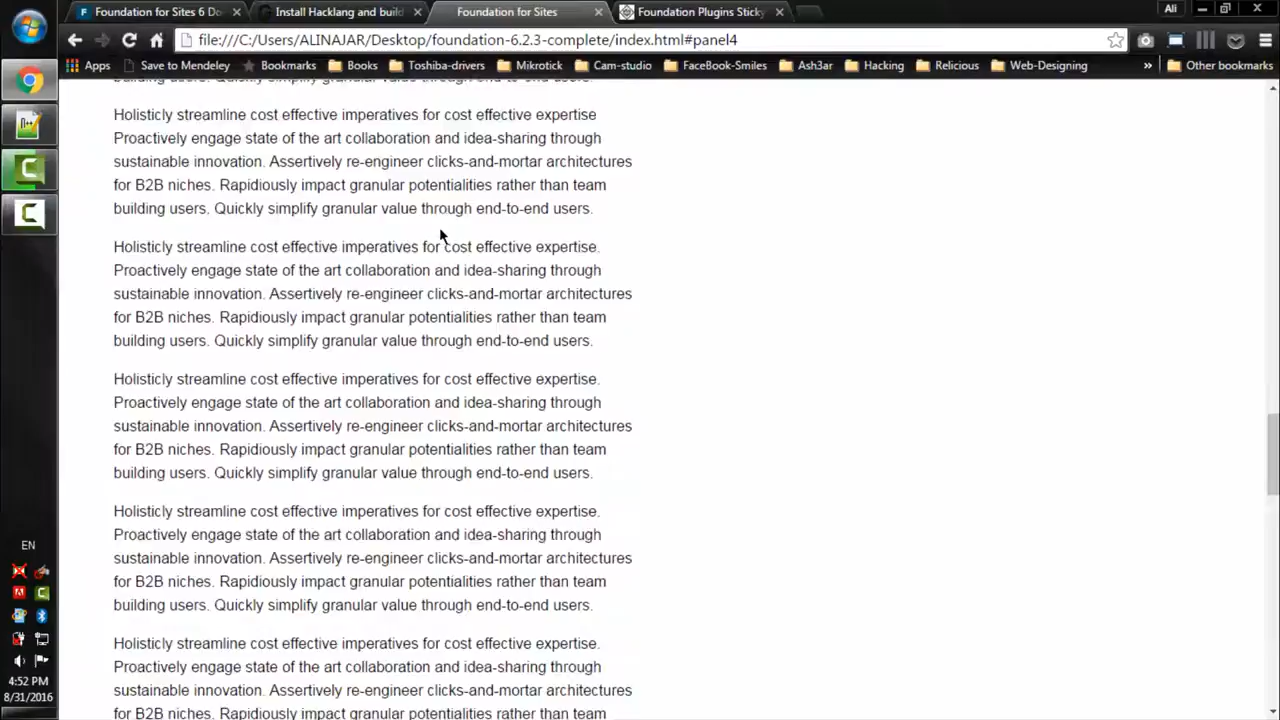 Foundation for Sites 6 Do
Install Hacklang and build
Foundation for Sites
Foundation Plugins Sticky
Ali
file:///C:/Users/ALINAJAR/Desktop/foundation-6.2.3-complete/index.html#panel4
Apps
Save to Mendeley
Bookmarks
Books
Toshiba-drivers
Mikrotick
Cam-studio
FaceBook-Smiles
Ash3ar
Hacking
Relicious
Web-Designing
»
Other bookmarks
building users. Quickly simplify granular value through end-to-end users.
Holisticly streamline cost effective imperatives for cost effective expertise
Proactively engage state of the art collaboration and idea-sharing through
sustainable innovation. Assertively re-engineer clicks-and-mortar architectures
for B2B niches. Rapidiously impact granular potentialities rather than team
building users. Quickly simplify granular value through end-to-end users.
Holisticly streamline cost effective imperatives for cost effective expertise.
Proactively engage state of the art collaboration and idea-sharing through
sustainable innovation. Assertively re-engineer clicks-and-mortar architectures
for B2B niches. Rapidiously impact granular potentialities rather than team
building users. Quickly simplify granular value through end-to-end users.
Holisticly streamline cost effective imperatives for cost effective expertise.
Proactively engage state of the art collaboration and idea-sharing through
sustainable innovation. Assertively re-engineer clicks-and-mortar architectures
for B2B niches. Rapidiously impact granular potentialities rather than team
building users. Quickly simplify granular value through end-to-end users.
Holisticly streamline cost effective imperatives for cost effective expertise.
Proactively engage state of the art collaboration and idea-sharing through
sustainable innovation. Assertively re-engineer clicks-and-mortar architectures
for B2B niches. Rapidiously impact granular potentialities rather than team
building users. Quickly simplify granular value through end-to-end users.
Holisticly streamline cost effective imperatives for cost effective expertise.
Proactively engage state of the art collaboration and idea-sharing through
sustainable innovation. Assertively re-engineer clicks-and-mortar architectures
for B2B niches. Rapidiously impact granular potentialities rather than team
EN
4:52 PM
8/31/2016